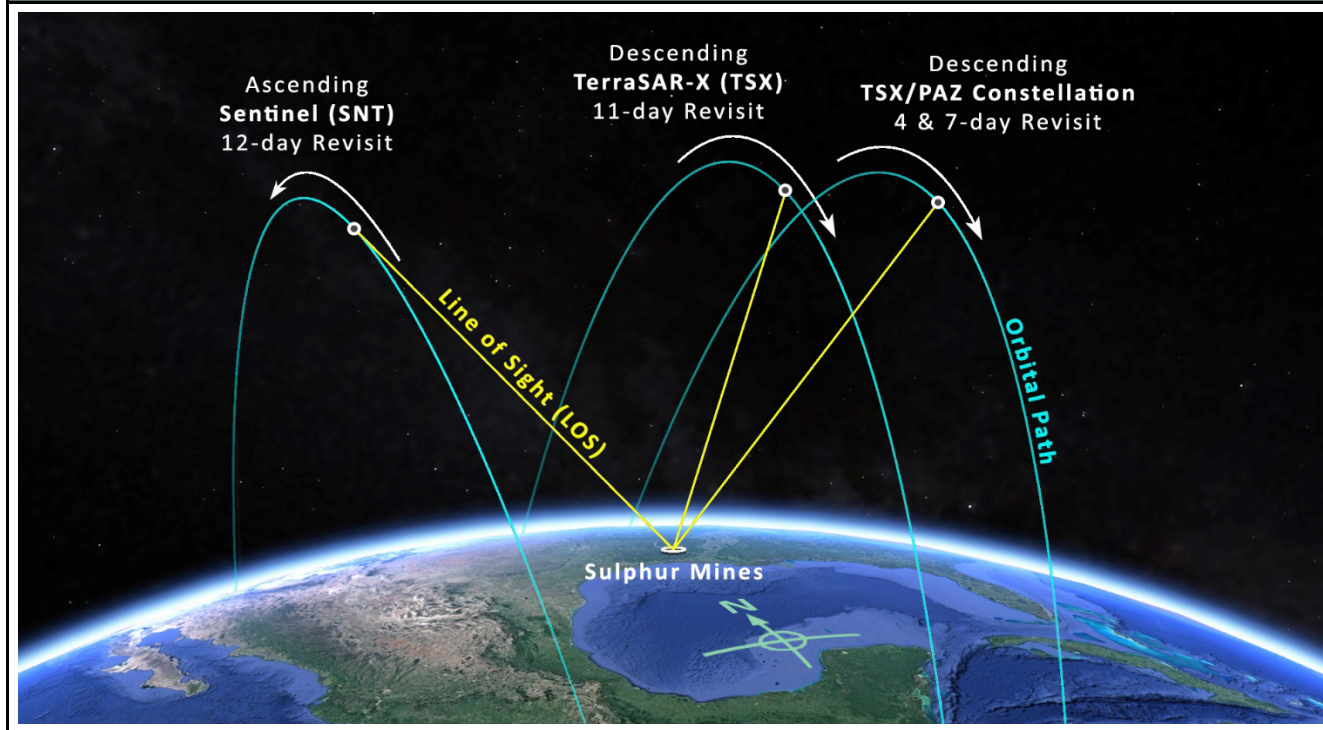 Ascending
Sentinel (SNT)
12-day Revisit
Descending
TerraSAR-X (TSX)
11-day Revisit
Descending
TSX/PAZ Constellation
4 & 7-day Revisit
Line of Sight (LOS)
Orbital Path
Sulphur Mines
N